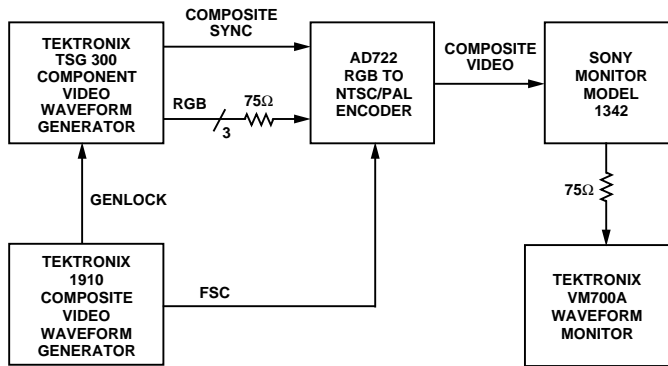 COMPOSITE
SYNC
TEKTRONIX
TSG 300
COMPONENT
VIDEO
WAVEFORM
GENERATOR
RGB
3
75Ω
AD722
RGB TO
NTSC/PAL
ENCODER
COMPOSITE
VIDEO
SONY
MONITOR
MODEL
1342
GENLOCK
75Ω
TEKTRONIX
1910
COMPOSITE
VIDEO
WAVEFORM
GENERATOR
FSC
TEKTRONIX
VM700A
WAVEFORM
MONITOR